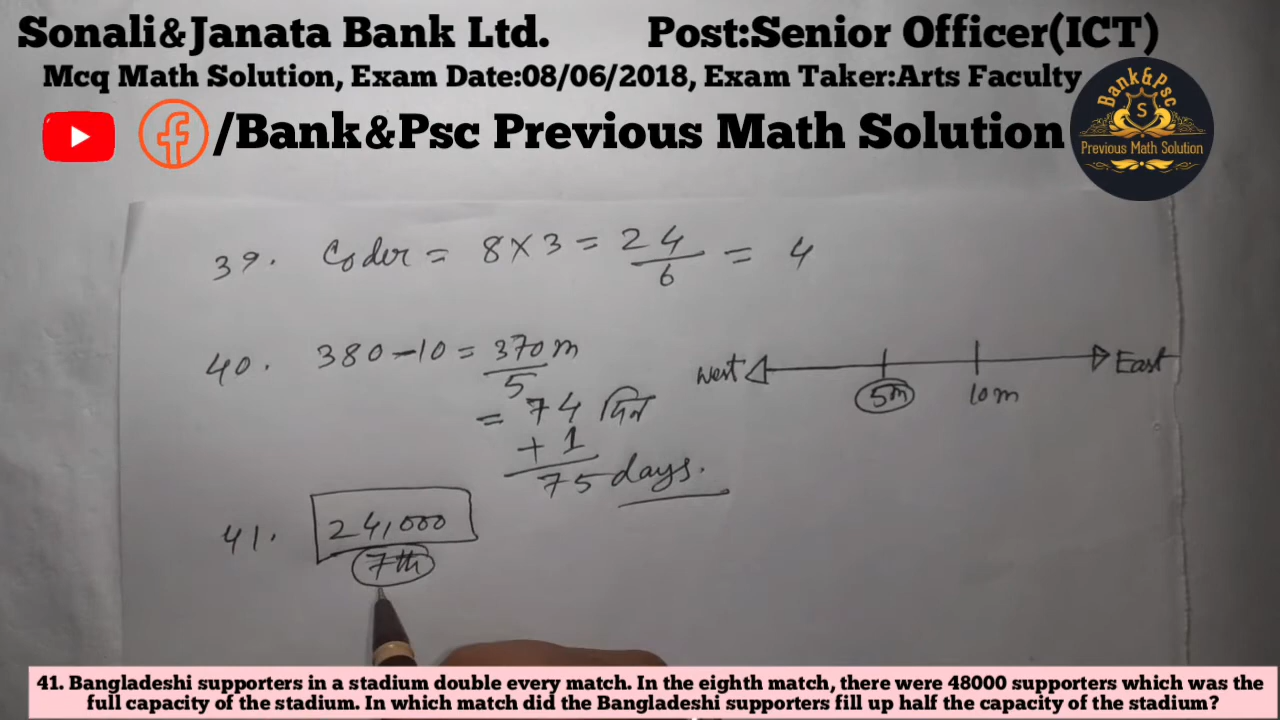 Sonali&Janata Bank Ltd. Post:Senior Officer(ICT)
Mcq Math Solution, Exam Date:08/06/2018, Exam Taker:Arts Faculty
/Bank&Psc Previous Math Solution
Bank&Psc
S
Previous Math Solution
39. Coder = 8×3 = 24/6 = 4
40. 380-10 = 370m/5
= 74 দিন
+ 1
75 days.
West East
5m 10m
41. 24,000
7th
41. Bangladeshi supporters in a stadium double every match. In the eighth match, there were 48000 supporters which was the
full capacity of the stadium. In which match did the Bangladeshi supporters fill up half the capacity of the stadium?